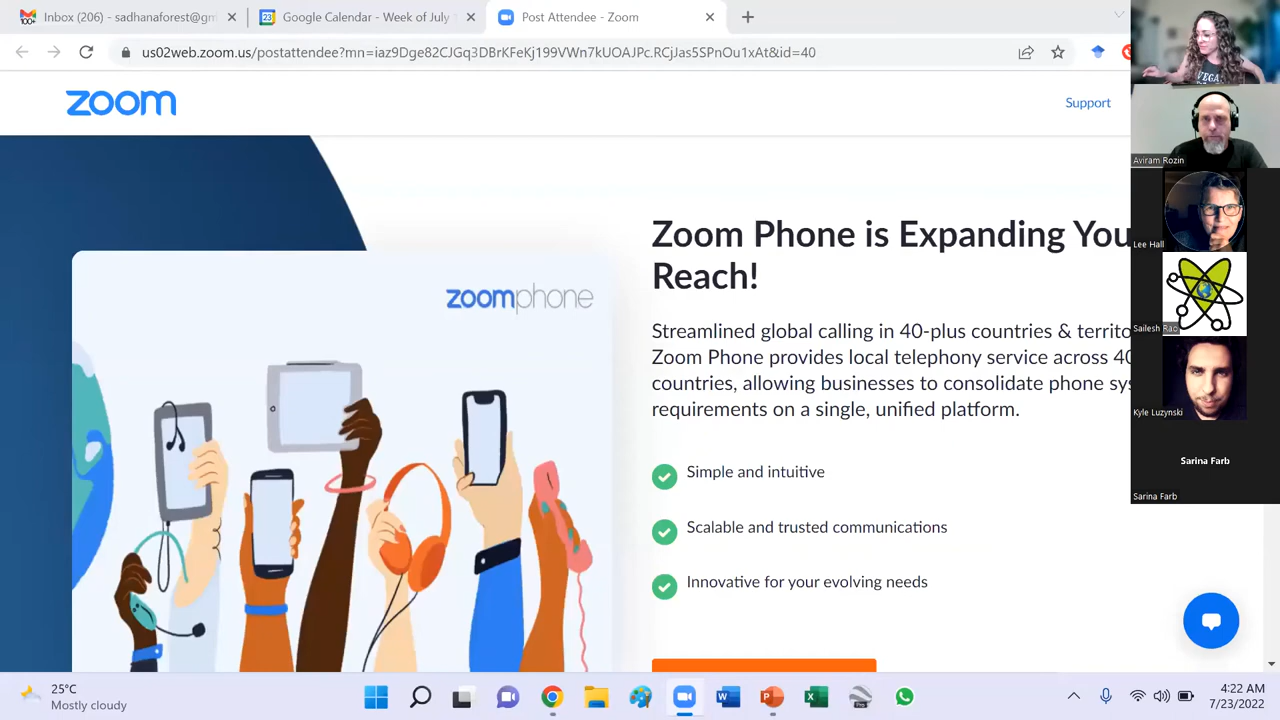 Inbox (206) - sadhanaforest@gm
Google Calendar - Week of July
Post Attendee - Zoom
us02web.zoom.us/postattendee?mn=iaz9Dge82CJGq3D8rKFeKj199VWn7kUOAJPc.RCjJas5SPnOu1xAt&id=40
zoom
Support
zoomphone
Zoom Phone is Expanding You
Reach!
Streamlined global calling in 40-plus countries & territo
Zoom Phone provides local telephony service across 40
countries, allowing businesses to consolidate phone sys
requirements on a single, unified platform.
Simple and intuitive
Scalable and trusted communications
Innovative for your evolving needs
VEGA
Aviram Rozin
Lee Hall
Sailesh Rao
Kyle Luzynski
Sarina Farb
Sarina Farb
25°C
Mostly cloudy
4:22 AM
7/23/2022